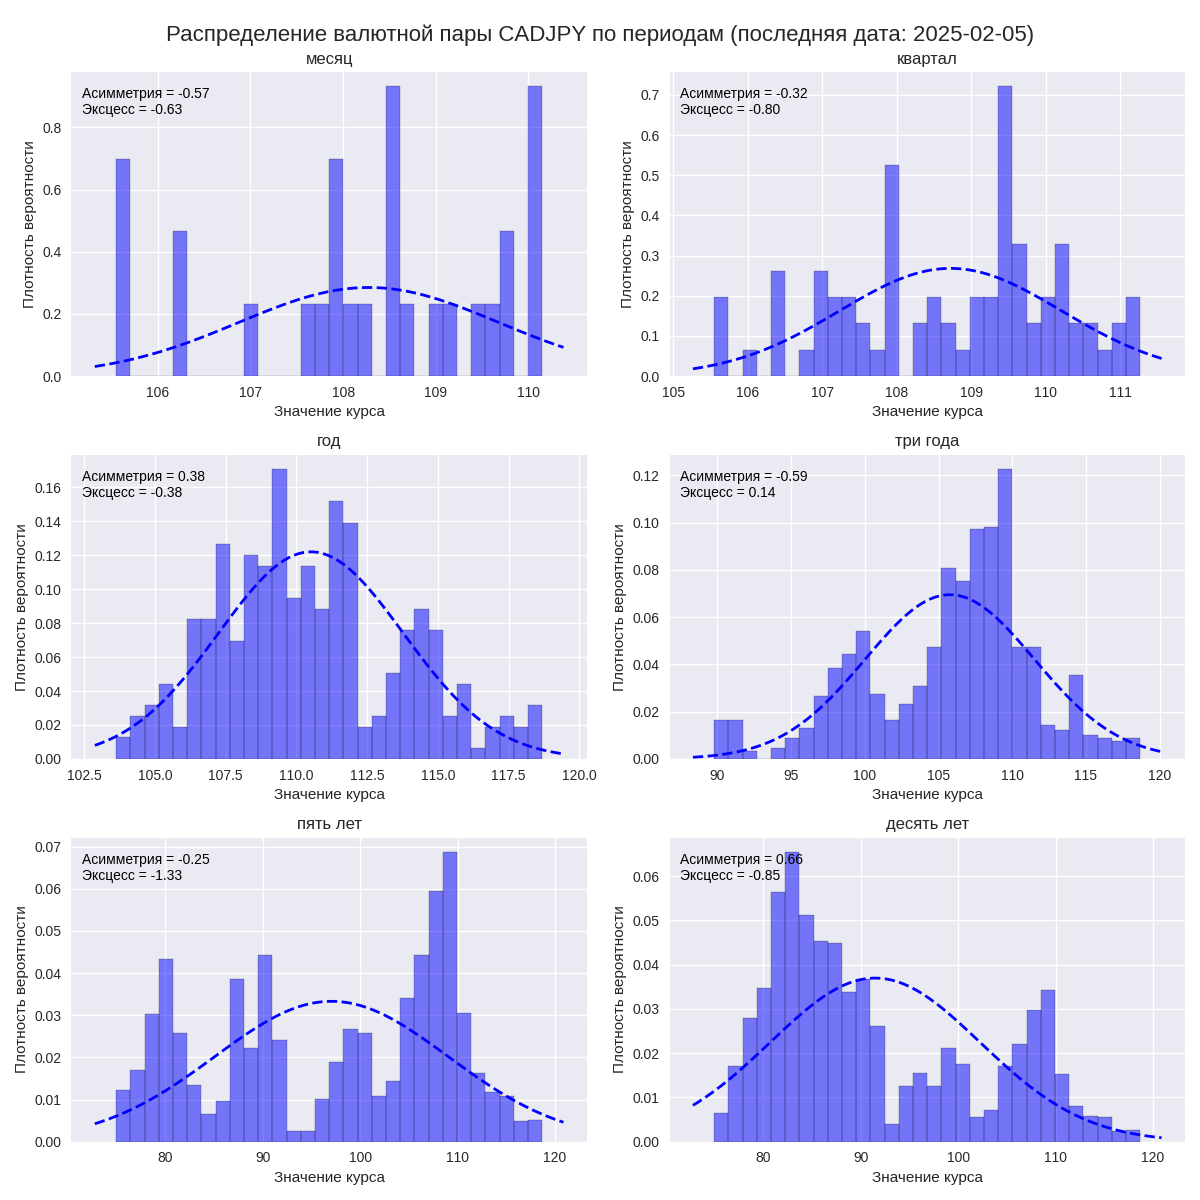 Распределение валютной пары CADJPY по периодам (последняя дата: 2025-02-05)
месяц
Асимметрия = -0.57
Эксцесс = -0.63
Плотность вероятности
0.8
0.6
0.4
0.2
0.0
106 107 108 109 110
Значение курса
квартал
Асимметрия = -0.32
Эксцесс = -0.80
Плотность вероятности
0.7
0.6
0.5
0.4
0.3
0.2
0.1
0.0
105 106 107 108 109 110 111
Значение курса
год
Асимметрия = 0.38
Эксцесс = -0.38
Плотность вероятности
0.16
0.14
0.12
0.10
0.08
0.06
0.04
0.02
0.00
102.5 105.0 107.5 110.0 112.5 115.0 117.5 120.0
Значение курса
три года
Асимметрия = -0.59
Эксцесс = 0.14
Плотность вероятности
0.12
0.10
0.08
0.06
0.04
0.02
0.00
90 95 100 105 110 115 120
Значение курса
пять лет
Асимметрия = -0.25
Эксцесс = -1.33
Плотность вероятности
0.07
0.06
0.05
0.04
0.03
0.02
0.01
0.00
80 90 100 110 120
Значение курса
десять лет
Асимметрия = 0.66
Эксцесс = -0.85
Плотность вероятности
0.06
0.05
0.04
0.03
0.02
0.01
0.00
80 90 100 110 120
Значение курса